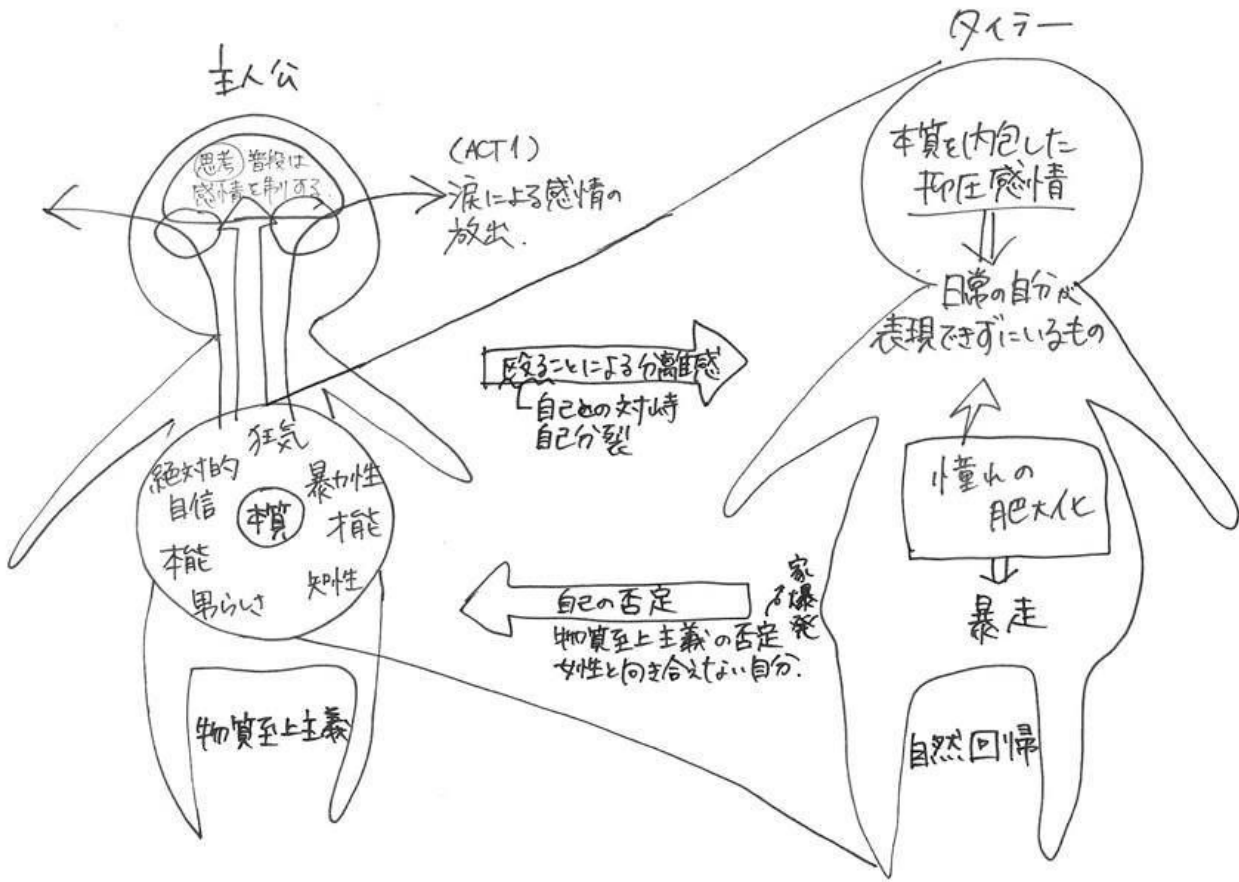 主人公
思考 普段は
感情を制する。
(ACT1)
涙による感情の
放出.
狂気
絶対的
自信
暴力性
本質
才能
本能
知性
男らしさ
物質至上主義
殴ることによる分離感
自己との対峙
自己分裂
自己の否定
家爆発
物質至上主義の否定
女性と向き合えない自分.
タイラー
本質を内包した
抑圧感情
日常の自分が
表現できずにいるもの
憧れの
肥大化
暴走
自然回帰